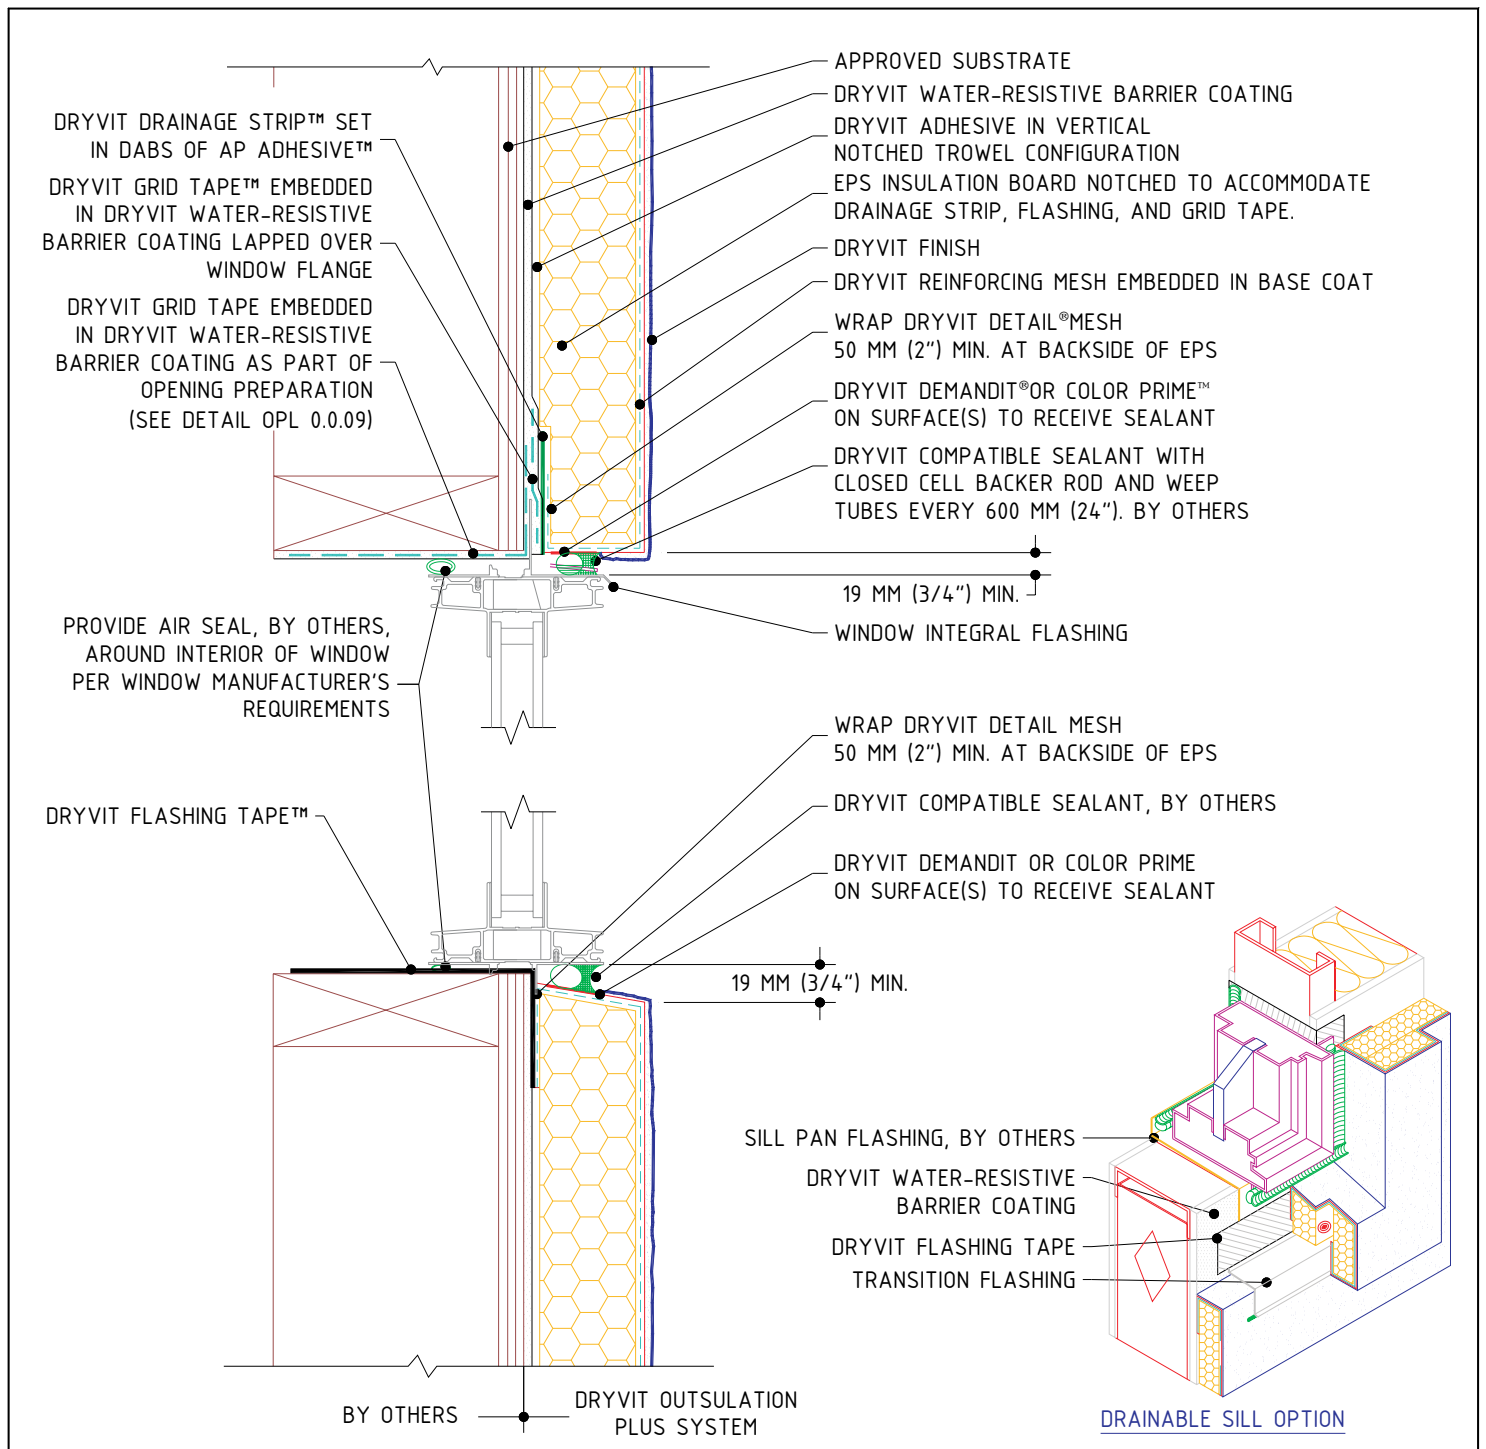 APPROVED SUBSTRATE
DRYVIT WATER-RESISTIVE BARRIER COATING
DRYVIT ADHESIVE IN VERTICAL
NOTCHED TROWEL CONFIGURATION
EPS INSULATION BOARD NOTCHED TO ACCOMMODATE
DRAINAGE STRIP, FLASHING, AND GRID TAPE.
DRYVIT FINISH
DRYVIT REINFORCING MESH EMBEDDED IN BASE COAT
WRAP DRYVIT DETAIL®MESH
50 MM (2") MIN. AT BACKSIDE OF EPS
DRYVIT DEMANDIT®OR COLOR PRIME™
ON SURFACE(S) TO RECEIVE SEALANT
DRYVIT COMPATIBLE SEALANT WITH
CLOSED CELL BACKER ROD AND WEEP
TUBES EVERY 600 MM (24"). BY OTHERS
19 MM (3/4") MIN.
WINDOW INTEGRAL FLASHING
DRYVIT DRAINAGE STRIP™ SET
IN DABS OF AP ADHESIVE™
DRYVIT GRID TAPE™ EMBEDDED
IN DRYVIT WATER-RESISTIVE
BARRIER COATING LAPPED OVER
WINDOW FLANGE
DRYVIT GRID TAPE EMBEDDED
IN DRYVIT WATER-RESISTIVE
BARRIER COATING AS PART OF
OPENING PREPARATION
(SEE DETAIL OPL 0.0.09)
PROVIDE AIR SEAL, BY OTHERS,
AROUND INTERIOR OF WINDOW
PER WINDOW MANUFACTURER'S
REQUIREMENTS
WRAP DRYVIT DETAIL MESH
50 MM (2") MIN. AT BACKSIDE OF EPS
DRYVIT COMPATIBLE SEALANT, BY OTHERS
DRYVIT FLASHING TAPE™
DRYVIT DEMANDIT OR COLOR PRIME
ON SURFACE(S) TO RECEIVE SEALANT
19 MM (3/4") MIN.
SILL PAN FLASHING, BY OTHERS
DRYVIT WATER-RESISTIVE
BARRIER COATING
DRYVIT FLASHING TAPE
TRANSITION FLASHING
BY OTHERS
DRYVIT OUTSULATION
PLUS SYSTEM
DRAINABLE SILL OPTION